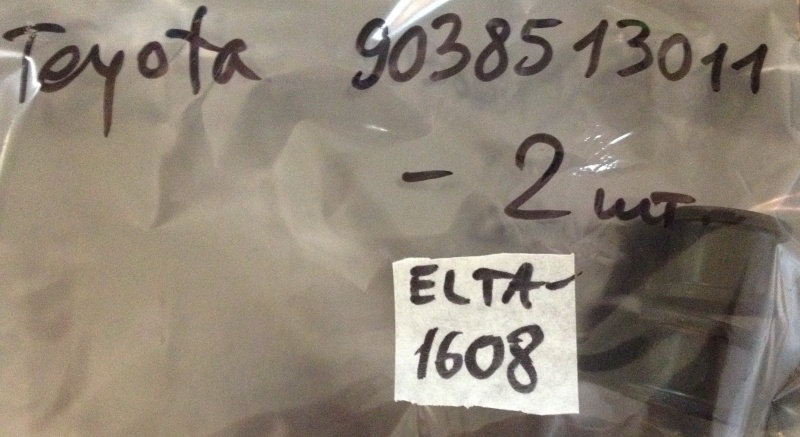 Toyota 9038513011
- 2 шт.
ELTA-
1608